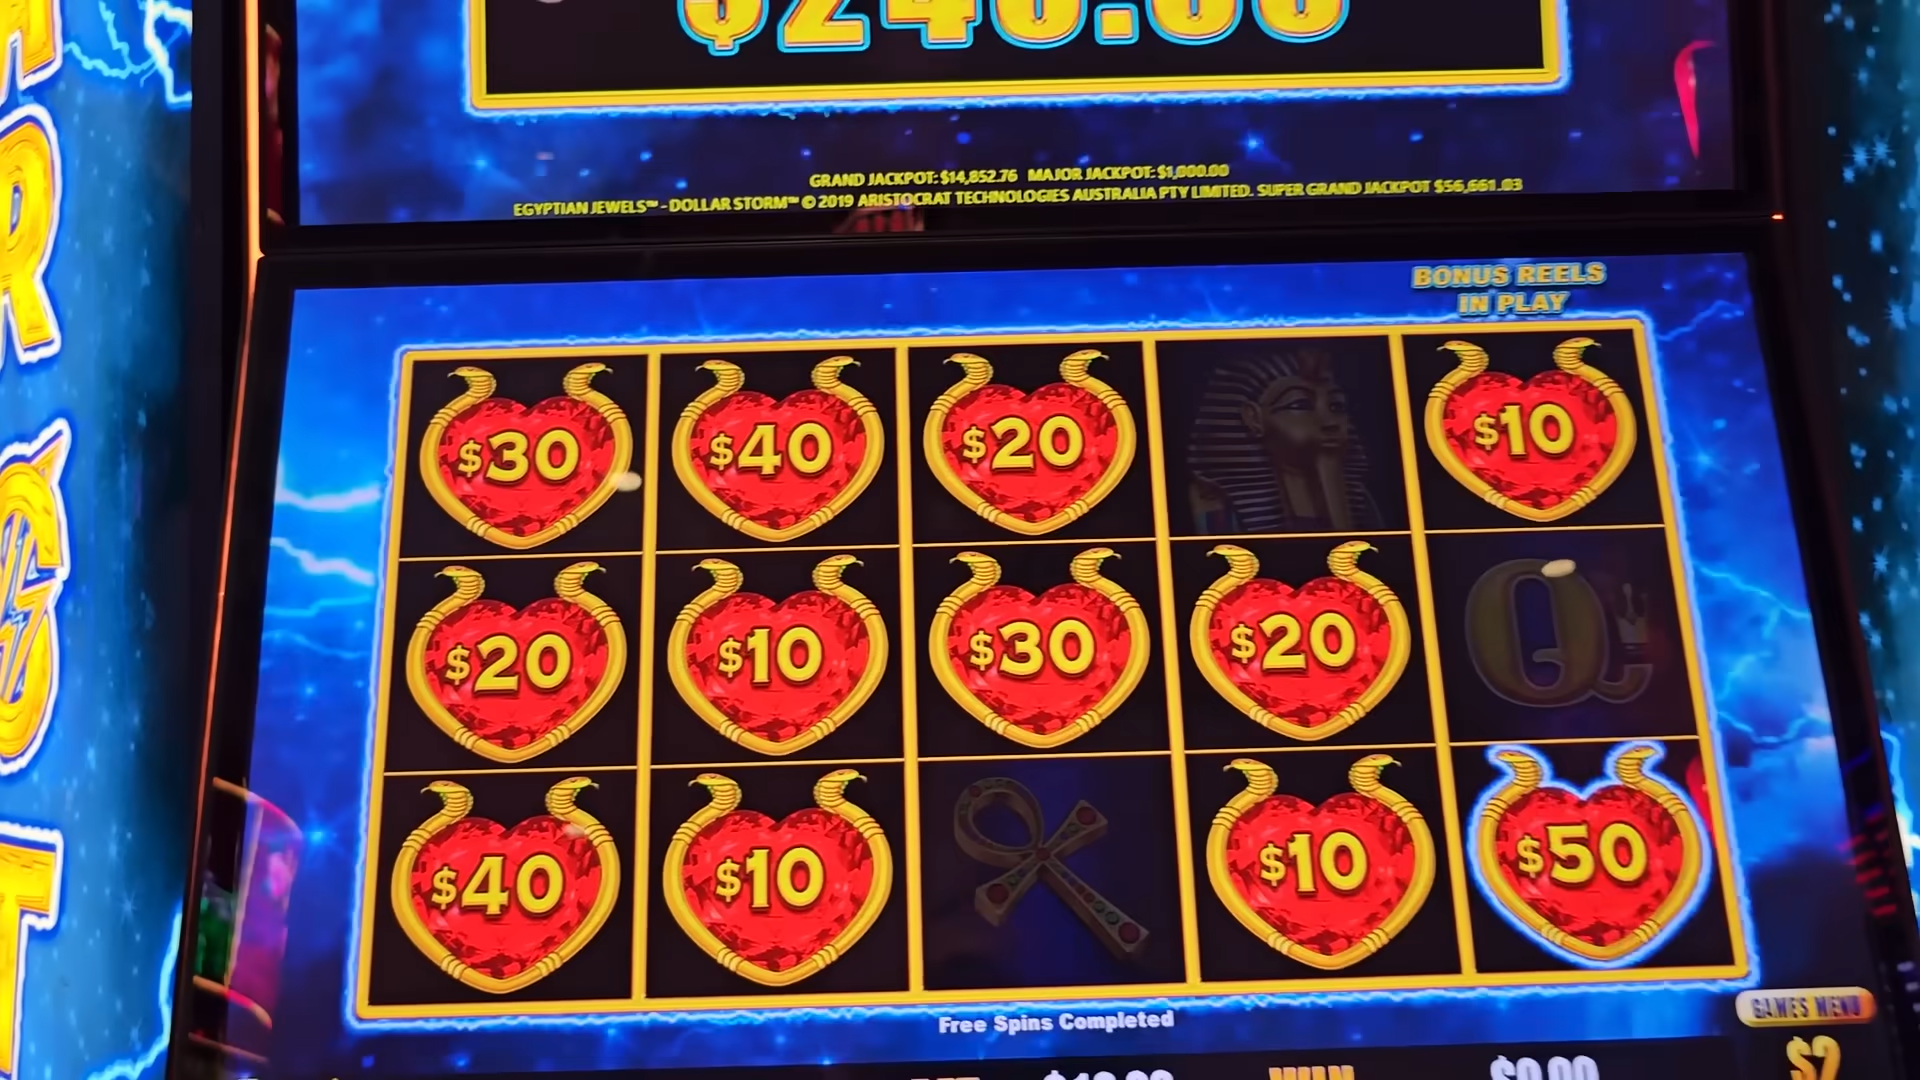 GRAND JACKPOT: $14,852.76 MAJOR JACKPOT: $1,000.00
EGYPTIAN JEWELS™ - DOLLAR STORM™ © 2019 ARISTOCRAT TECHNOLOGIES AUSTRALIA PTY LIMITED. SUPER GRAND JACKPOT $56,661.03
BONUS REELS
IN PLAY
$30 $40 $20 $10
$20 $10 $30 $20 Q
$40 $10 $10 $50
Free Spins Completed
GAMES MENU
WIN
$2